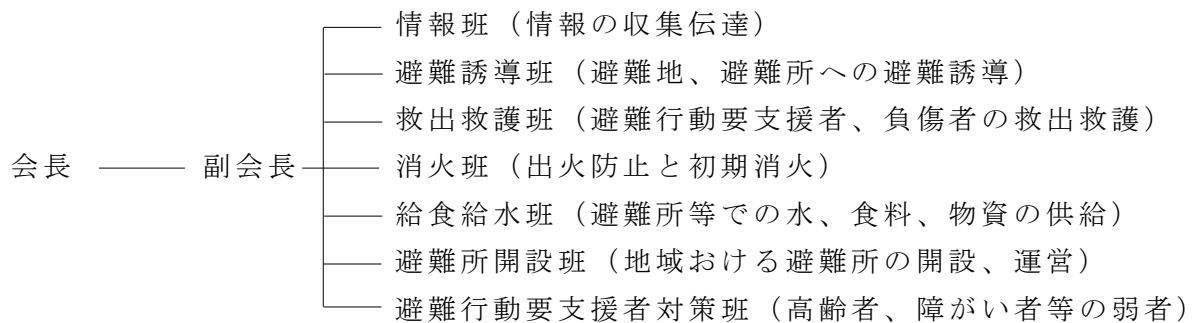 情報班（情報の収集伝達）
避難誘導班（避難地、避難所への避難誘導）
救出救護班（避難行動要支援者、負傷者の救出救護）
会長 副会長 消火班（出火防止と初期消火）
給食給水班（避難所等での水、食料、物資の供給）
避難所開設班（地域おける避難所の開設、運営）
避難行動要支援者対策班（高齢者、障がい者等の弱者）